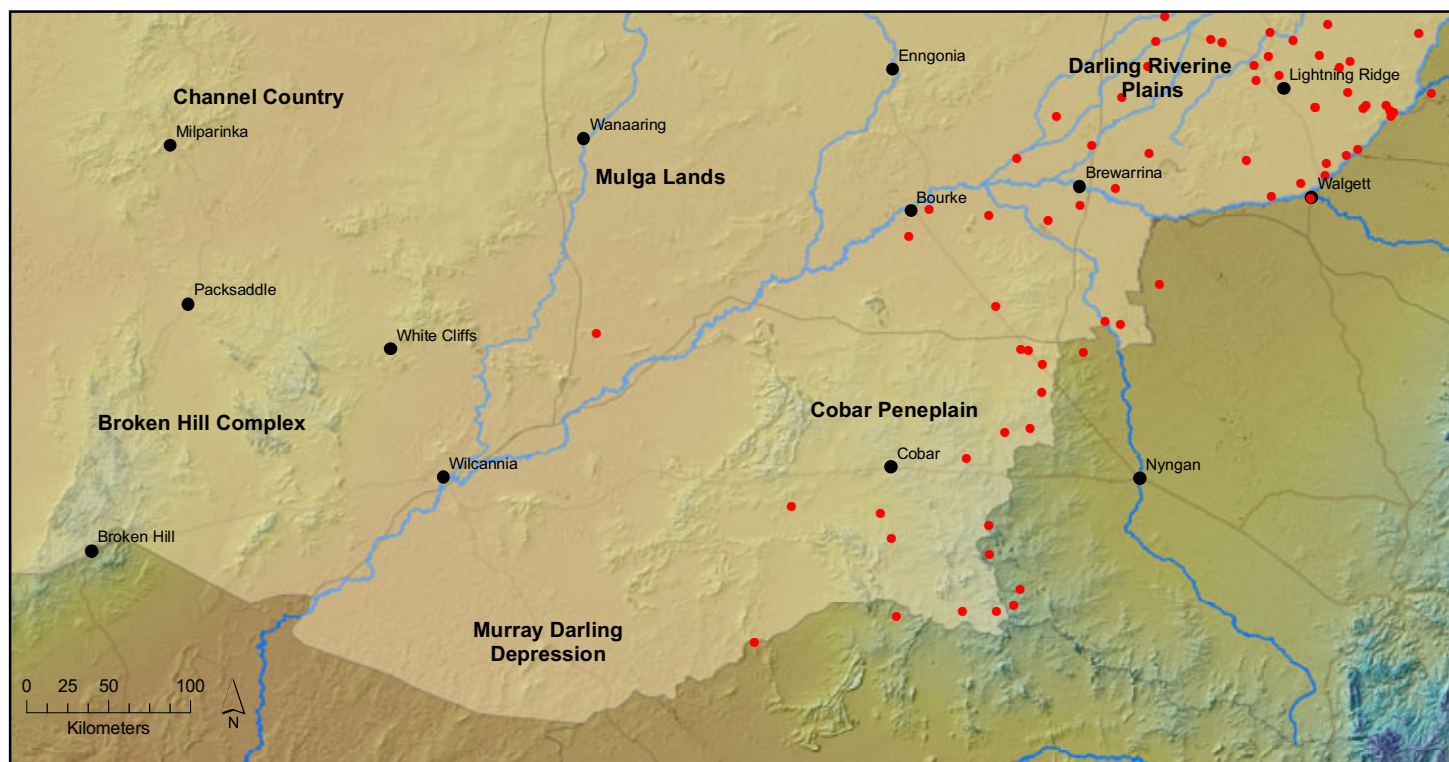 Enngonia
Darling Riverine
Plains
Lightning Ridge
Channel Country
Milparinka
Wanaaring
Mulga Lands
Brewarrina
Walgett
Bourke
Packsaddle
White Cliffs
Broken Hill Complex
Cobar Peneplain
Wilcannia
Cobar
Nyngan
Broken Hill
Murray Darling
Depression
0 25 50 100
Kilometers
N